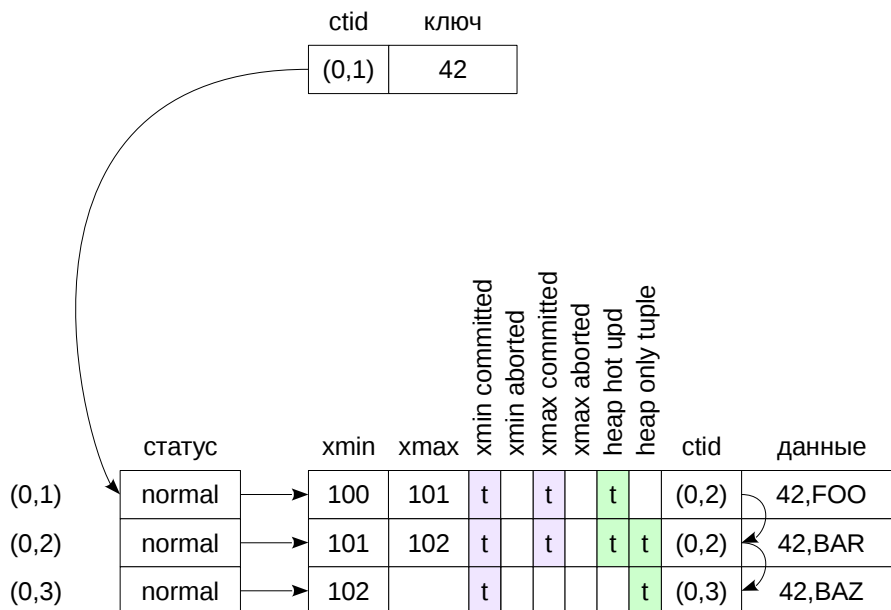 ctid ключ
(0,1) 42
xmin committed
xmin aborted
xmax committed
xmax aborted
heap hot upd
heap only tuple
статус xmin xmax ctid данные
(0,1) normal 100 101 t t t (0,2) 42,FOO
(0,2) normal 101 102 t t t t (0,2) 42,BAR
(0,3) normal 102 t t (0,3) 42,BAZ